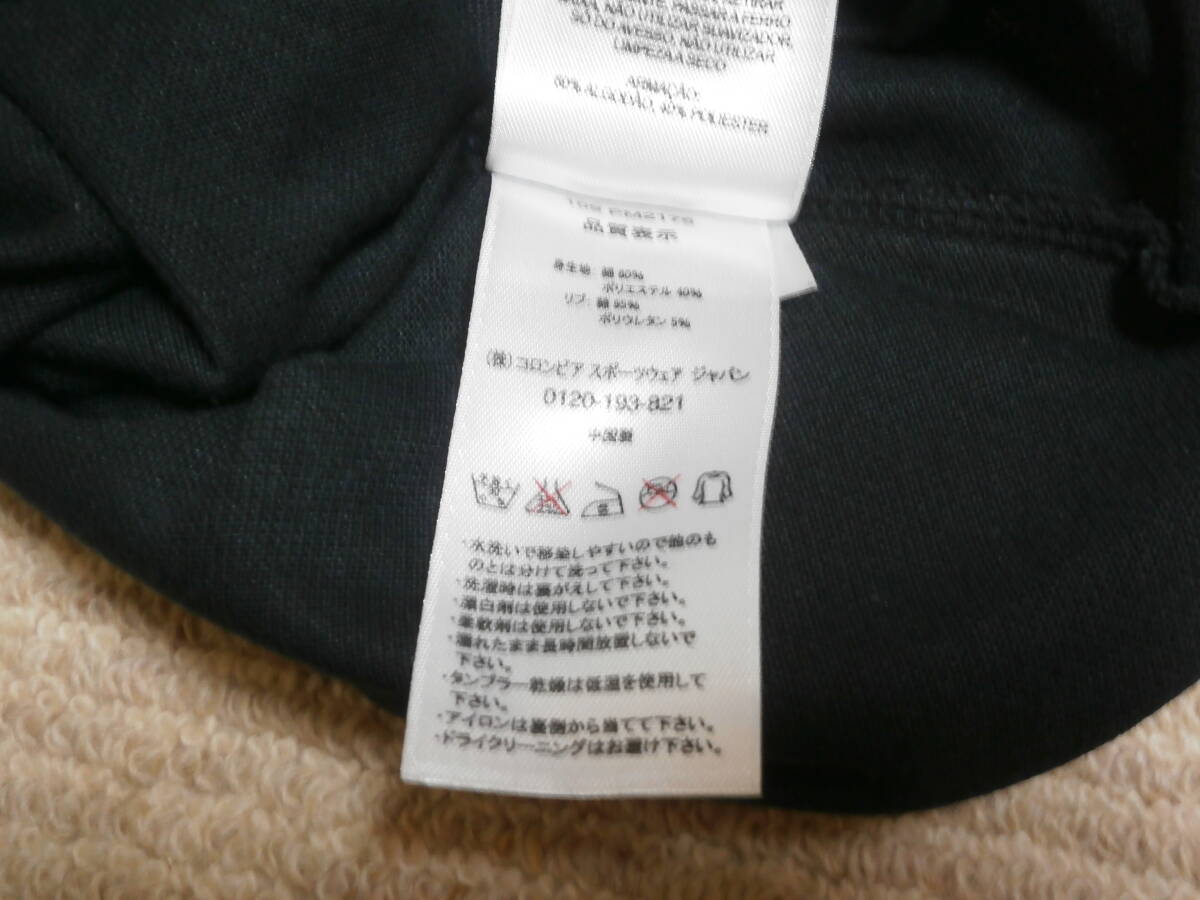 NÃO UTILIZAR SUAVIZADOR,
SÓ DO AVESSO, NÃO UTILIZAR
LIMPEZA A SECO
ARMAÇÃO:
60% ALGODÃO, 40% POLIÉSTER
品質表示
身生地: 綿 60%
ポリエステル 40%
リブ: 綿 95%
ポリウレタン 5%
(株)コロンビア スポーツウェア ジャパン
0120-193-821
中国製
・水洗いで移染しやすいので他のも
のとは分けて洗って下さい。
・洗濯時は裏がえして下さい。
・漂白剤は使用しないで下さい。
・柔軟剤は使用しないで下さい。
・濡れたまま長時間放置しないで
下さい。
・タンブラー乾燥は低温を使用して
下さい。
・アイロンは裏側から当てて下さい。
・ドライクリーニングはお避け下さい。